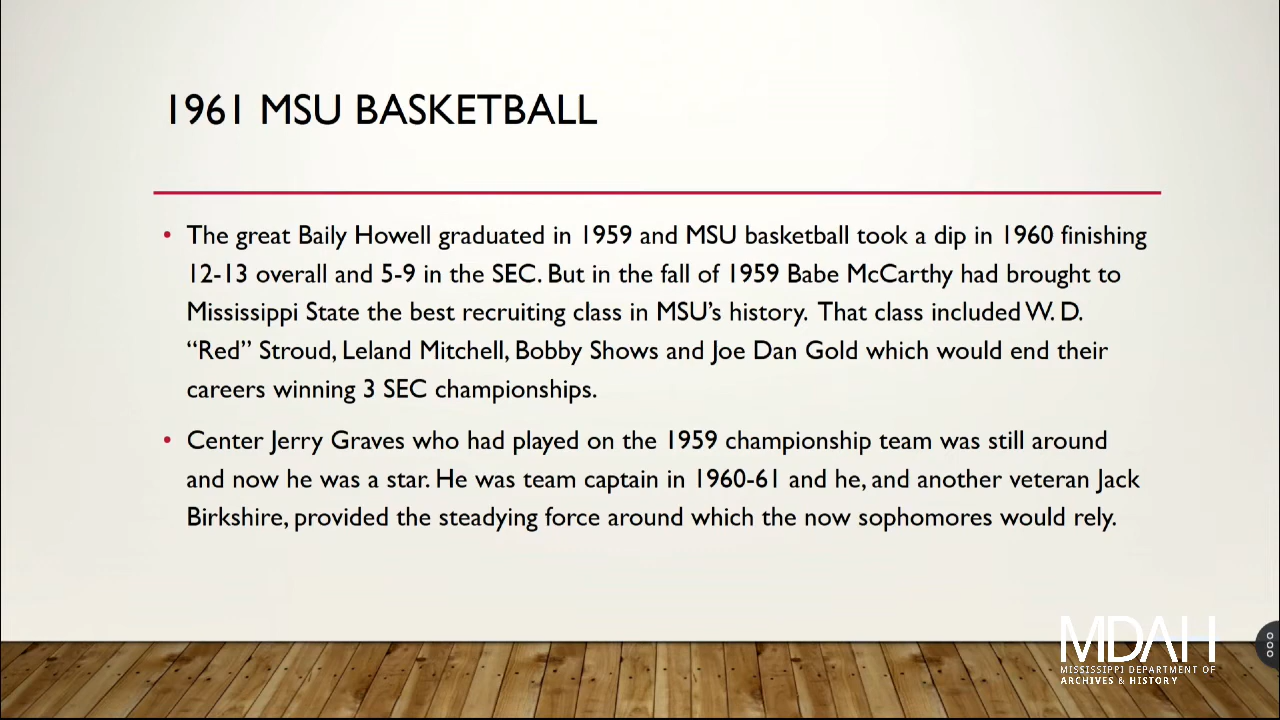 1961 MSU BASKETBALL
• The great Baily Howell graduated in 1959 and MSU basketball took a dip in 1960 finishing
12-13 overall and 5-9 in the SEC. But in the fall of 1959 Babe McCarthy had brought to
Mississippi State the best recruiting class in MSU’s history. That class included W. D.
“Red” Stroud, Leland Mitchell, Bobby Shows and Joe Dan Gold which would end their
careers winning 3 SEC championships.
• Center Jerry Graves who had played on the 1959 championship team was still around
and now he was a star. He was team captain in 1960-61 and he, and another veteran Jack
Birkshire, provided the steadying force around which the now sophomores would rely.
MDAH
MISSISSIPPI DEPARTMENT OF
ARCHIVES & HISTORY